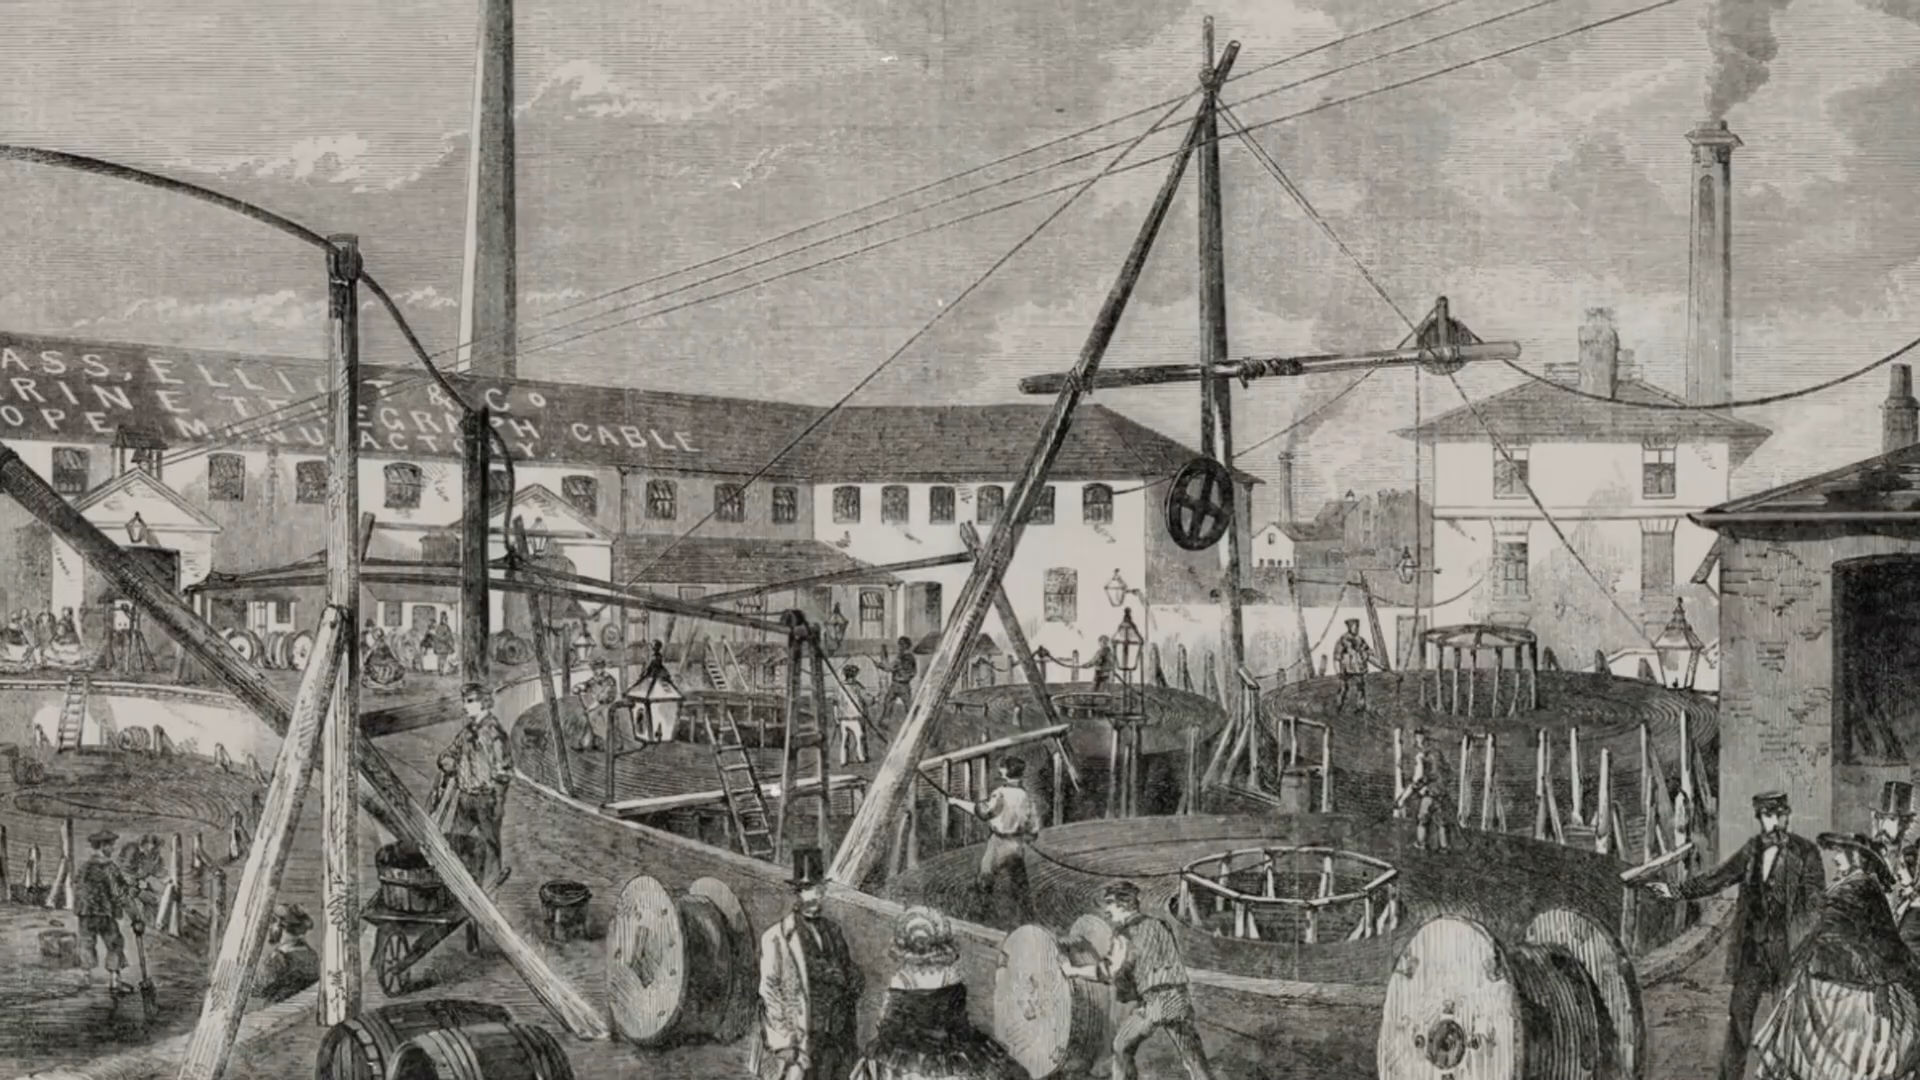 ASS, ELLIOT & Co
RINE TELEGRAPH CABLE
OPE MANUFACTORY.